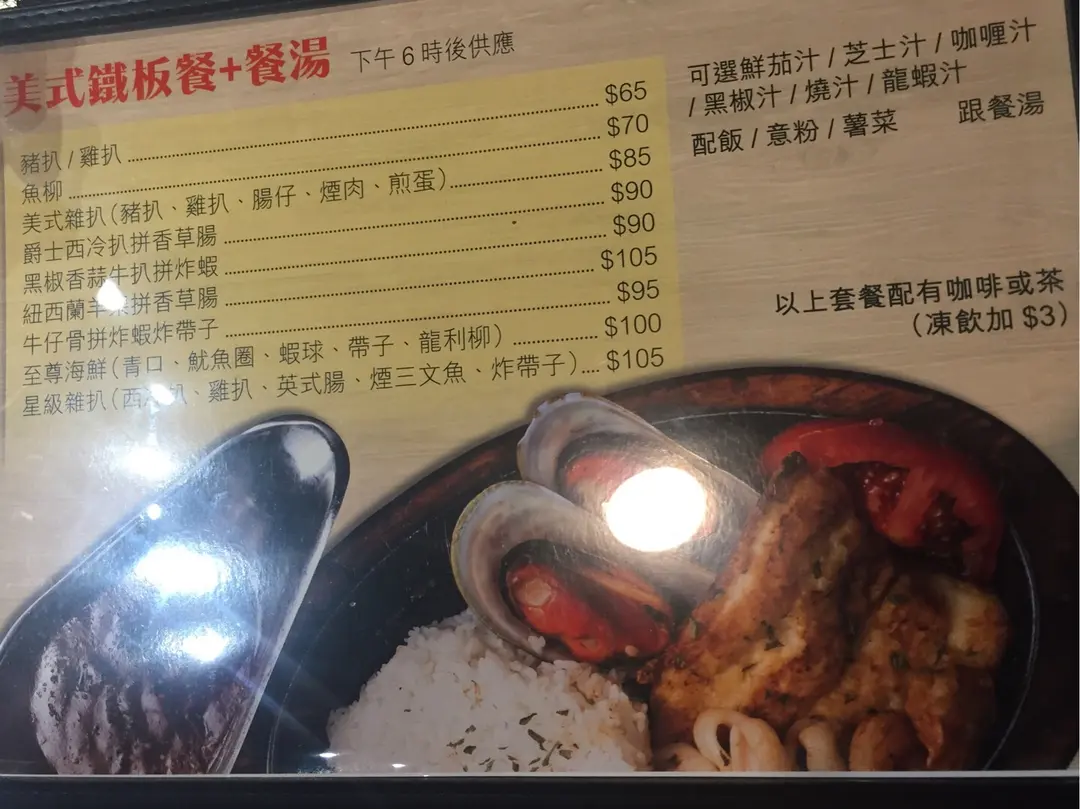 美式鐵板餐+餐湯 下午6時後供應
豬扒/雞扒 $65
魚柳 $70
美式雜扒(豬扒、雞扒、腸仔、煙肉、煎蛋) $85
爵士西冷扒拼香草腸 $90
黑椒香蒜牛扒拼炸蝦 $90
紐西蘭羊架拼香草腸 $105
牛仔骨拼炸蝦炸帶子 $95
至尊海鮮(青口、魷魚圈、蝦球、帶子、龍利柳) $100
星級雜扒(西冷扒、雞扒、英式腸、煙三文魚、炸帶子) $105
可選鮮茄汁/芝士汁/咖喱汁
/黑椒汁/燒汁/龍蝦汁
配飯/意粉/薯菜 跟餐湯
以上套餐配有咖啡或茶
(凍飲加 $3)